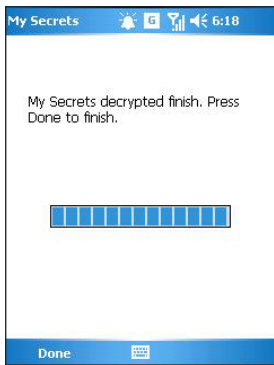 My Secrets G 6:18
My Secrets decrypted finish. Press
Done to finish.
Done